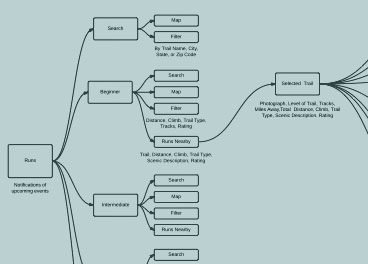 Search
Map
Filter
By Trail Name, City,
State, or Zip Code
Beginner
Search
Map
Filter
Distance, Climb, Trail Type,
Tracks, Rating
Runs Nearby
Trail, Distance, Climb, Trail Type,
Scenic Description, Rating
Selected Trail
Photograph, Level of Trail, Tracks,
Miles Away,Total Distance, Climb, Trail
Type, Scenic Description, Rating
Runs
Notifications of
upcoming events
Intermediate
Search
Map
Filter
Runs Nearby
Search